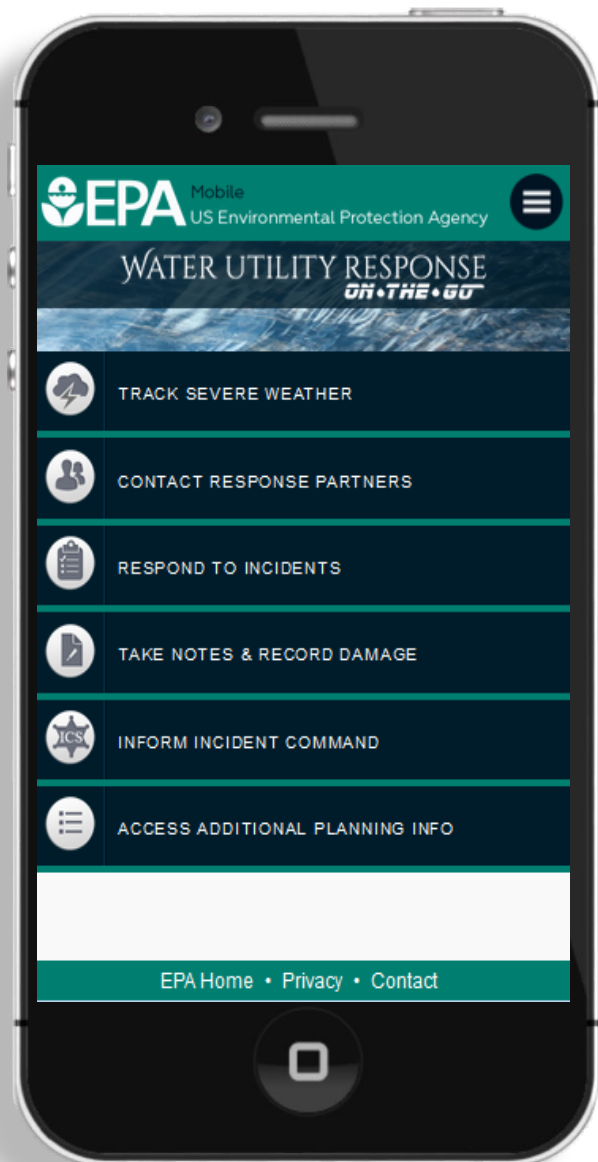 EPA Mobile
US Environmental Protection Agency
WATER UTILITY RESPONSE
ON•THE•GO
TRACK SEVERE WEATHER
CONTACT RESPONSE PARTNERS
RESPOND TO INCIDENTS
TAKE NOTES & RECORD DAMAGE
ICS
INFORM INCIDENT COMMAND
ACCESS ADDITIONAL PLANNING INFO
EPA Home • Privacy • Contact